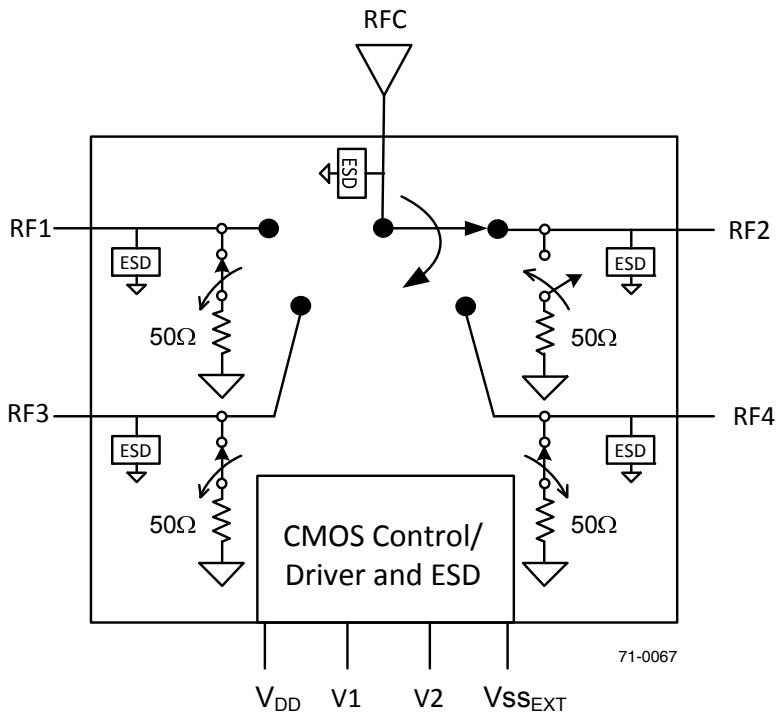 RFC
ESD
RF1
RF2
ESD
ESD
50Ω
50Ω
RF3
RF4
ESD
ESD
50Ω
50Ω
CMOS Control/
Driver and ESD
71-0067
VDD
V1
V2
VssEXT